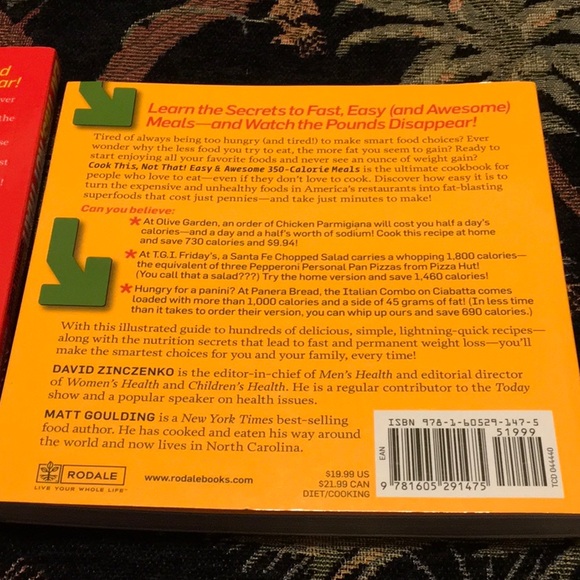 d
ar!
ver
the
se
st
!
Learn the Secrets to Fast, Easy (and Awesome)
Meals—and Watch the Pounds Disappear!
Tired of always being too hungry (and tired!) to make smart food choices? Ever
wonder why the less food you try to eat, the more fat you seem to gain? Ready to
start enjoying all your favorite foods and never see an ounce of weight gain?
Cook This, Not That! Easy & Awesome 350-Calorie Meals is the ultimate cookbook for
people who love to eat—even if they don't love to cook. Discover how easy it is to
turn the expensive and unhealthy foods in America's restaurants into fat-blasting
superfoods that cost just pennies—and take just minutes to make!
Can you believe:
* At Olive Garden, an order of Chicken Parmigiana will cost you half a day's
calories—and a day and a half's worth of sodium! Cook this recipe at home
and save 730 calories and $9.94!
* At T.G.I. Friday's, a Santa Fe Chopped Salad carries a whopping 1,800 calories—
the equivalent of three Pepperoni Personal Pan Pizzas from Pizza Hut!
(You call that a salad???) Try the home version and save 1,460 calories!
* Hungry for a panini? At Panera Bread, the Italian Combo on Ciabatta comes
loaded with more than 1,000 calories and a side of 45 grams of fat! (In less time
than it takes to order their version, you can whip up ours and save 690 calories.)
With this illustrated guide to hundreds of delicious, simple, lightning-quick recipes—
along with the nutrition secrets that lead to fast and permanent weight loss—you'll
make the smartest choices for you and your family, every time!
DAVID ZINCZENKO is the editor-in-chief of Men's Health and editorial director
of Women's Health and Children's Health. He is a regular contributor to the Today
show and a popular speaker on health issues.
MATT GOULDING is a New York Times best-selling
food author. He has cooked and eaten his way around
the world and now lives in North Carolina.
RODALE
LIVE YOUR WHOLE LIFE™
www.rodalebooks.com
$19.99 US
$21.99 CAN
DIET/COOKING
ISBN 978-1-60529-147-5
51999
EAN
9 781605 291475
TCD 044440